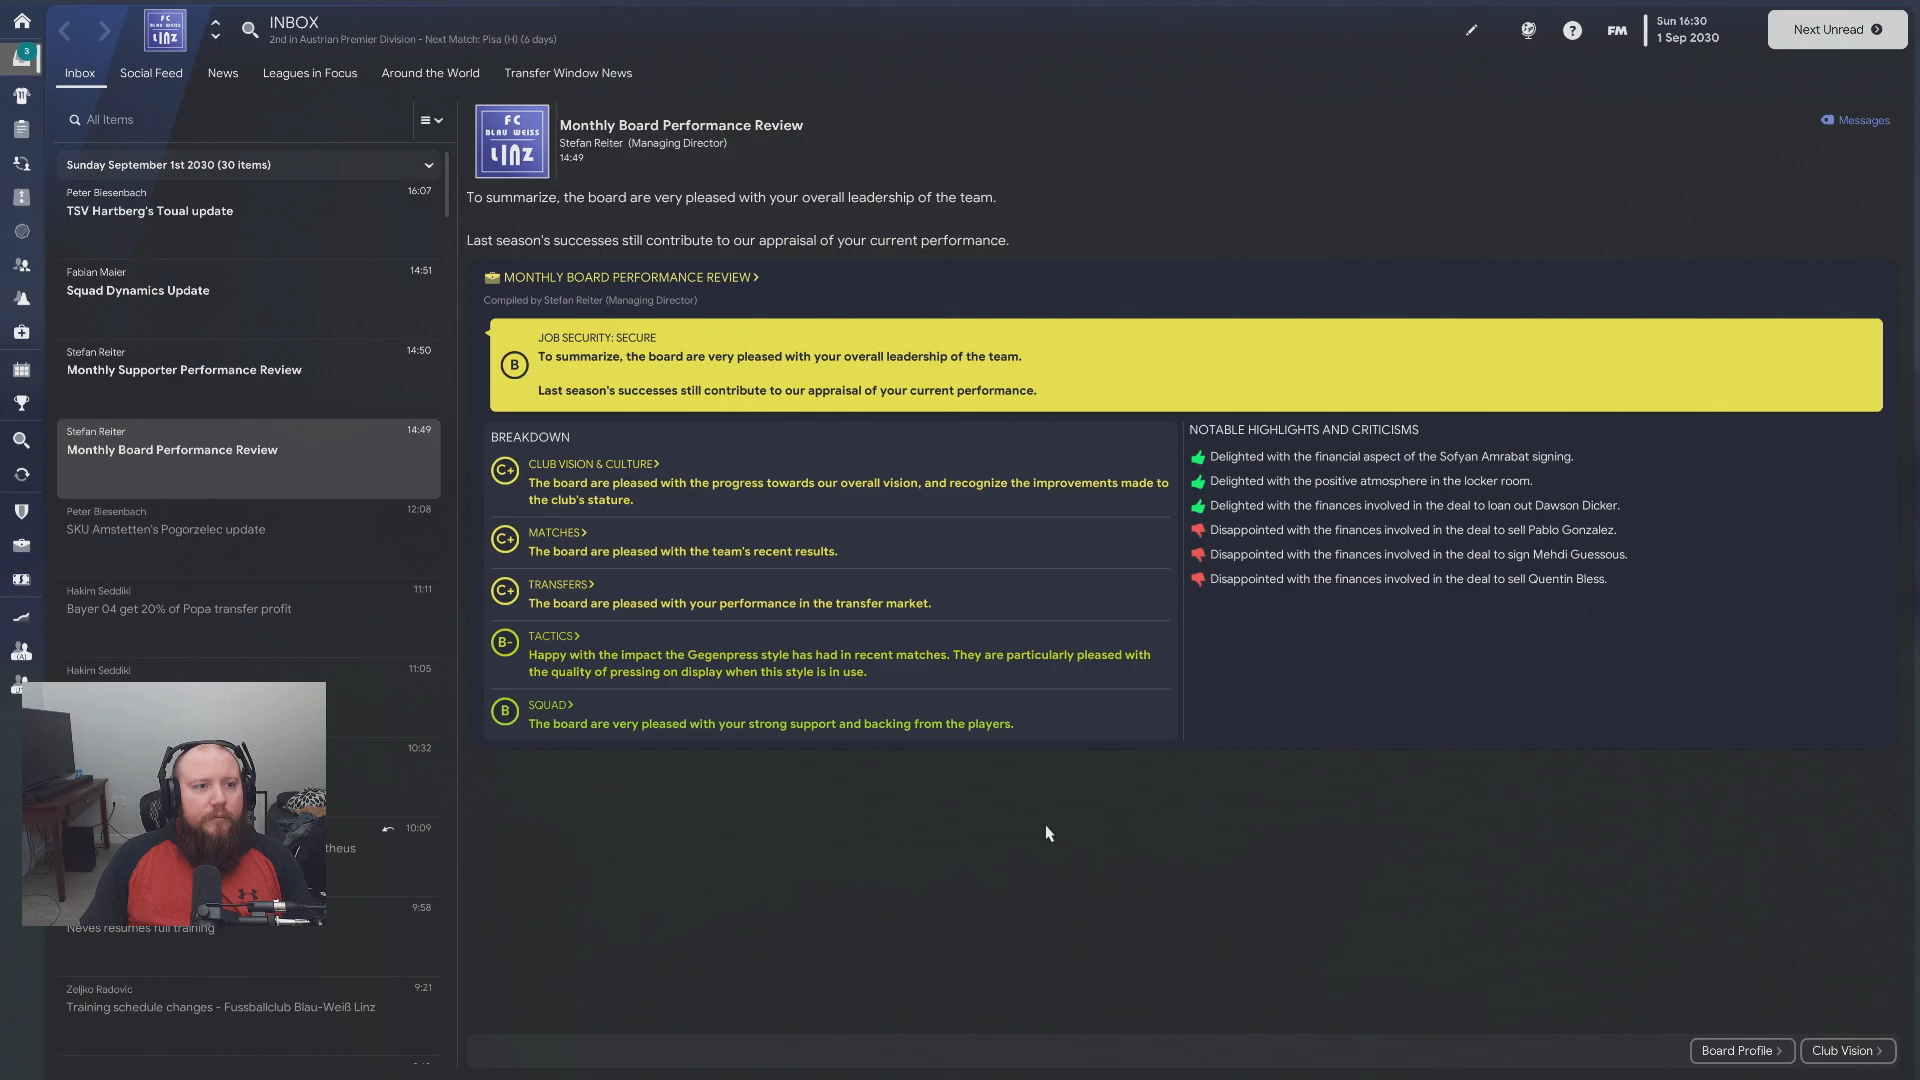 3
FC
BLAU WEISS
LINZ
INBOX
2nd in Austrian Premier Division - Next Match: Pisa (H) (6 days)
FM
Sun 16:30
1 Sep 2030
Next Unread
Inbox
Social Feed
News
Leagues in Focus
Around the World
Transfer Window News
All Items
Sunday September 1st 2030 (30 items)
Peter Biesenbach
16:07
TSV Hartberg's Toual update
Fabian Maier
14:51
Squad Dynamics Update
Stefan Reiter
14:50
Monthly Supporter Performance Review
Stefan Reiter
14:49
Monthly Board Performance Review
Peter Biesenbach
12:08
SKU Amstetten's Pogorzelec update
Hakim Seddiki
11:11
Bayer 04 get 20% of Popa transfer profit
Hakim Seddiki
11:05
10:32
10:09
theus
9:58
Neves resumes full training
Zeljko Radovic
9:21
Training schedule changes - Fussballclub Blau-Weiß Linz
FC
BLAU WEISS
LINZ
Monthly Board Performance Review
Stefan Reiter (Managing Director)
14:49
Messages
To summarize, the board are very pleased with your overall leadership of the team.
Last season's successes still contribute to our appraisal of your current performance.
MONTHLY BOARD PERFORMANCE REVIEW >
Compiled by Stefan Reiter (Managing Director)
B
JOB SECURITY: SECURE
To summarize, the board are very pleased with your overall leadership of the team.
Last season's successes still contribute to our appraisal of your current performance.
BREAKDOWN
C+
CLUB VISION & CULTURE >
The board are pleased with the progress towards our overall vision, and recognize the improvements made to
the club's stature.
C+
MATCHES >
The board are pleased with the team's recent results.
C+
TRANSFERS >
The board are pleased with your performance in the transfer market.
B-
TACTICS >
Happy with the impact the Gegenpress style has had in recent matches. They are particularly pleased with
the quality of pressing on display when this style is in use.
B
SQUAD >
The board are very pleased with your strong support and backing from the players.
NOTABLE HIGHLIGHTS AND CRITICISMS
Delighted with the financial aspect of the Sofyan Amrabat signing.
Delighted with the positive atmosphere in the locker room.
Delighted with the finances involved in the deal to loan out Dawson Dicker.
Disappointed with the finances involved in the deal to sell Pablo Gonzalez.
Disappointed with the finances involved in the deal to sign Mehdi Guessous.
Disappointed with the finances involved in the deal to sell Quentin Bless.
Board Profile >
Club Vision >